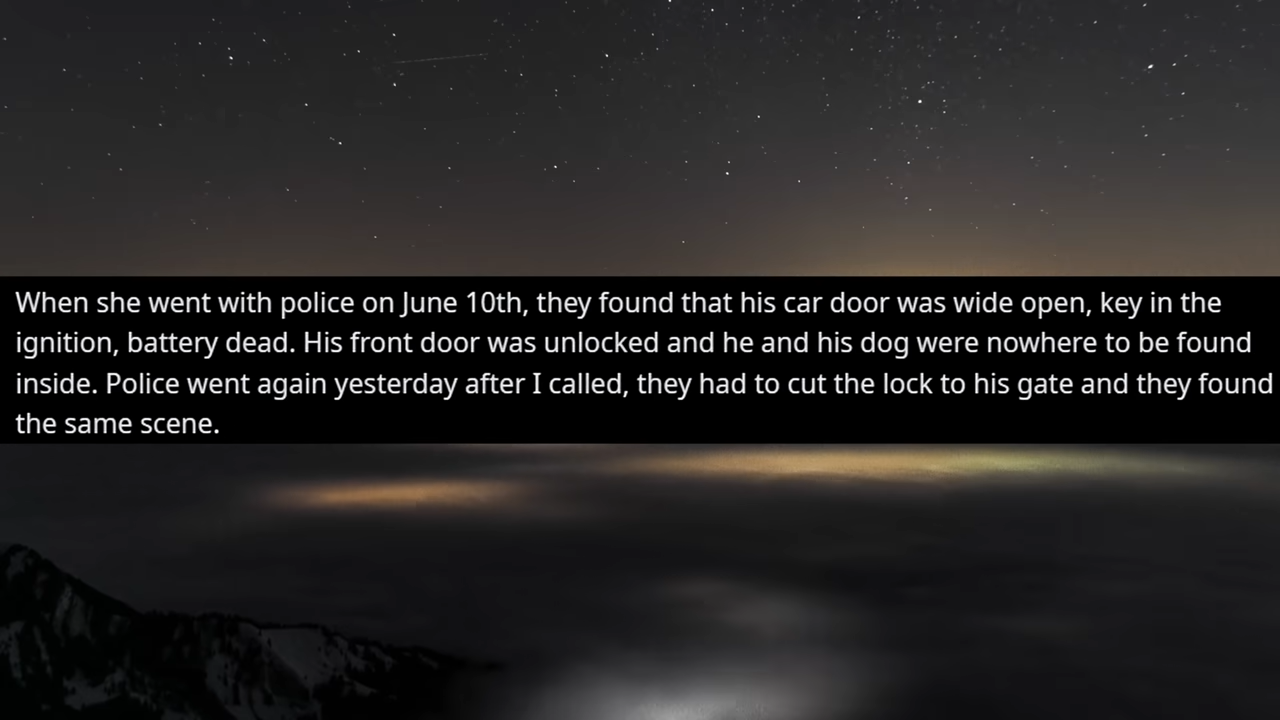 When she went with police on June 10th, they found that his car door was wide open, key in the
ignition, battery dead. His front door was unlocked and he and his dog were nowhere to be found
inside. Police went again yesterday after I called, they had to cut the lock to his gate and they found
the same scene.